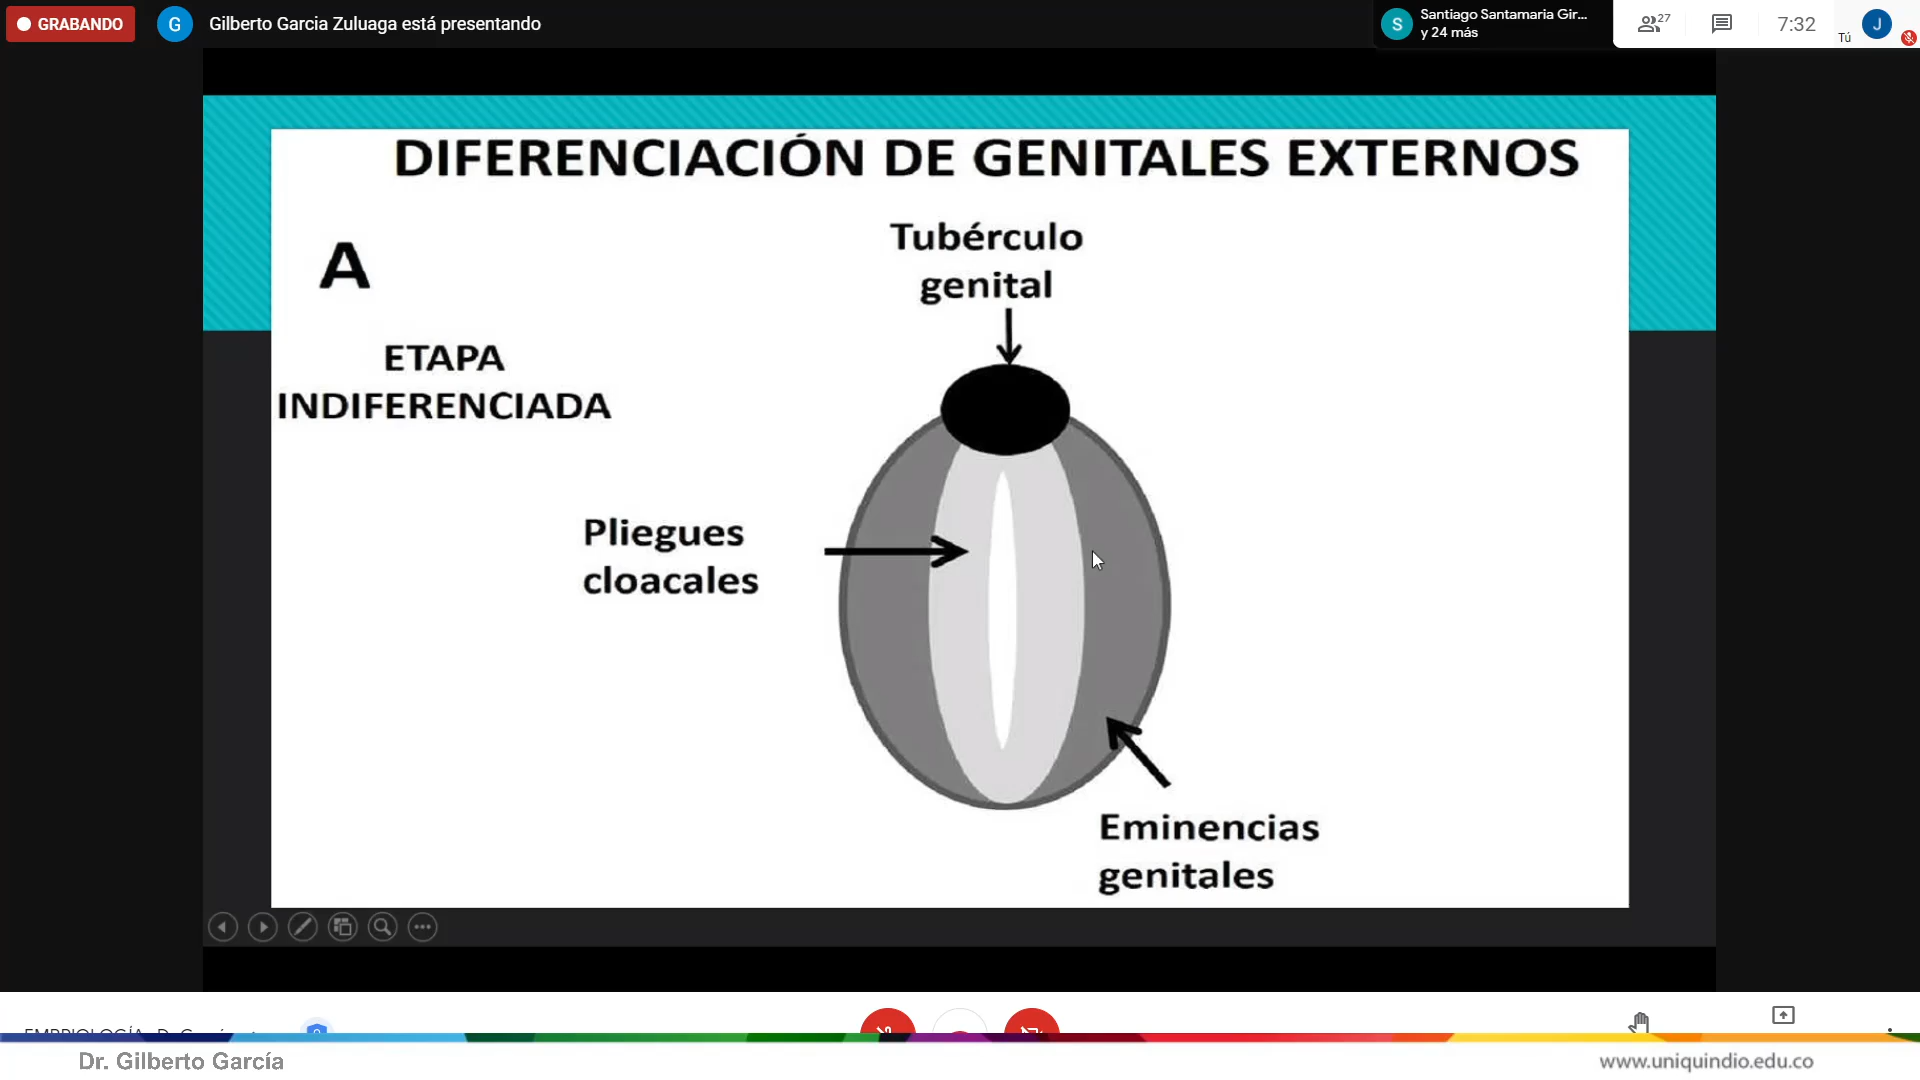 GRABANDO
G
Gilberto Garcia Zuluaga está presentando
S
Santiago Santamaria Gir...
y 24 más
27
7:32
Tú
J
DIFERENCIACIÓN DE GENITALES EXTERNOS
A
ETAPA
INDIFERENCIADA
Tubérculo
genital
Pliegues
cloacales
Eminencias
genitales
Dr. Gilberto García
www.uniquindio.edu.co